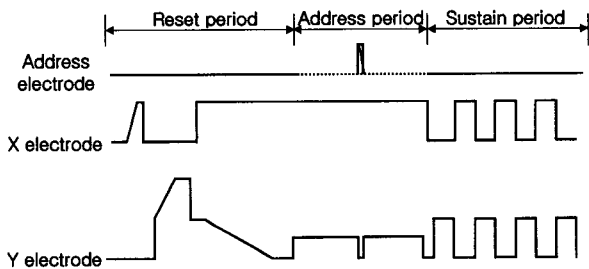 Reset period Address period Sustain period
Address
electrode
X electrode
Y electrode